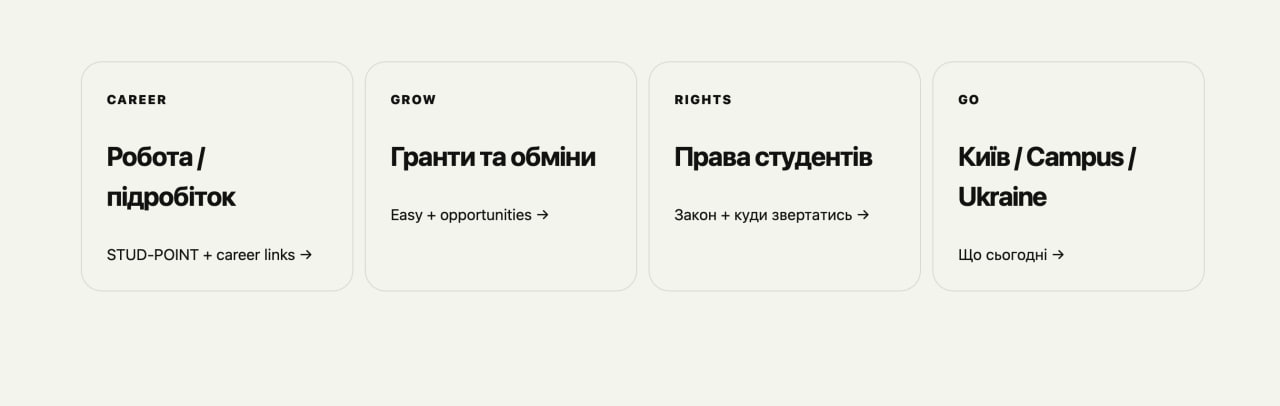 CAREER
Робота /
підробіток
STUD-POINT + career links →
GROW
Гранти та обміни
Easy + opportunities →
RIGHTS
Права студентів
Закон + куди звертатись →
GO
Київ / Campus /
Ukraine
Що сьогодні →